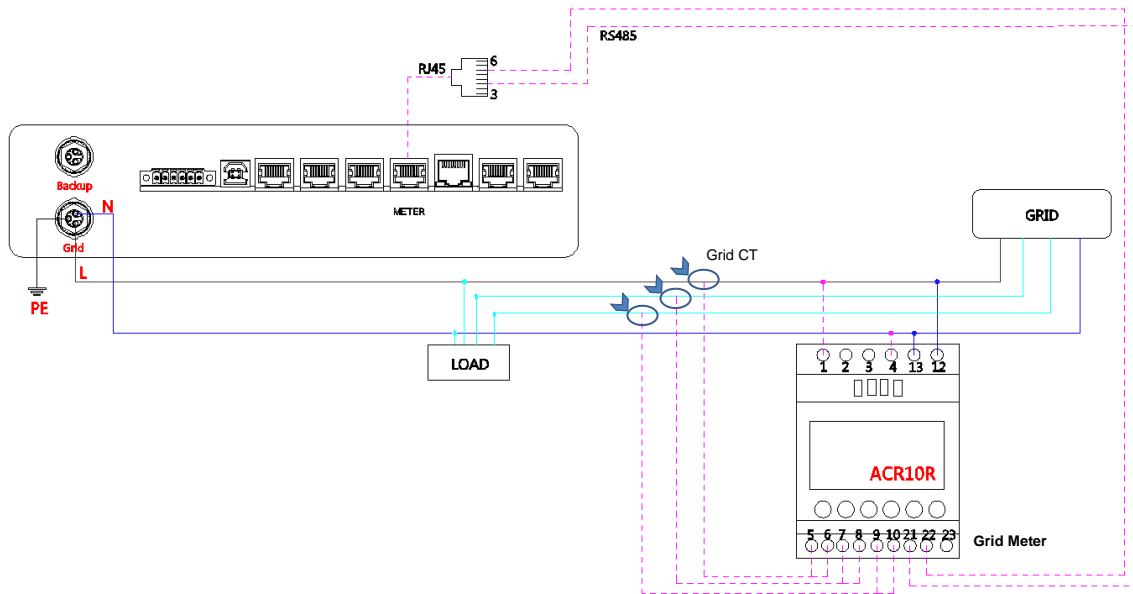 RS485
6
RJ45
3
Backup
METER
N
GRID
Grid
Grid CT
L
PE
LOAD
1 2 3 4 13 12
ACR10R
5 6 7 8 9 10 21 22 23
Grid Meter